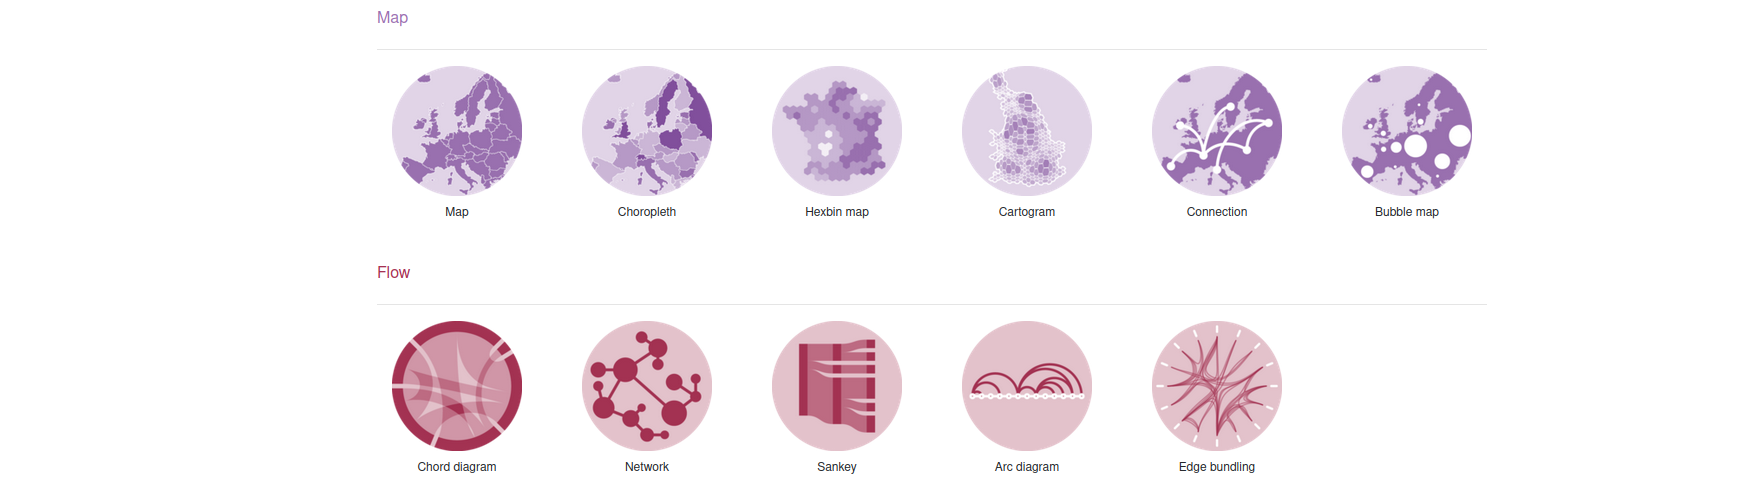 Map
Map
Choropleth
Hexbin map
Cartogram
Connection
Bubble map
Flow
Chord diagram
Network
Sankey
Arc diagram
Edge bundling